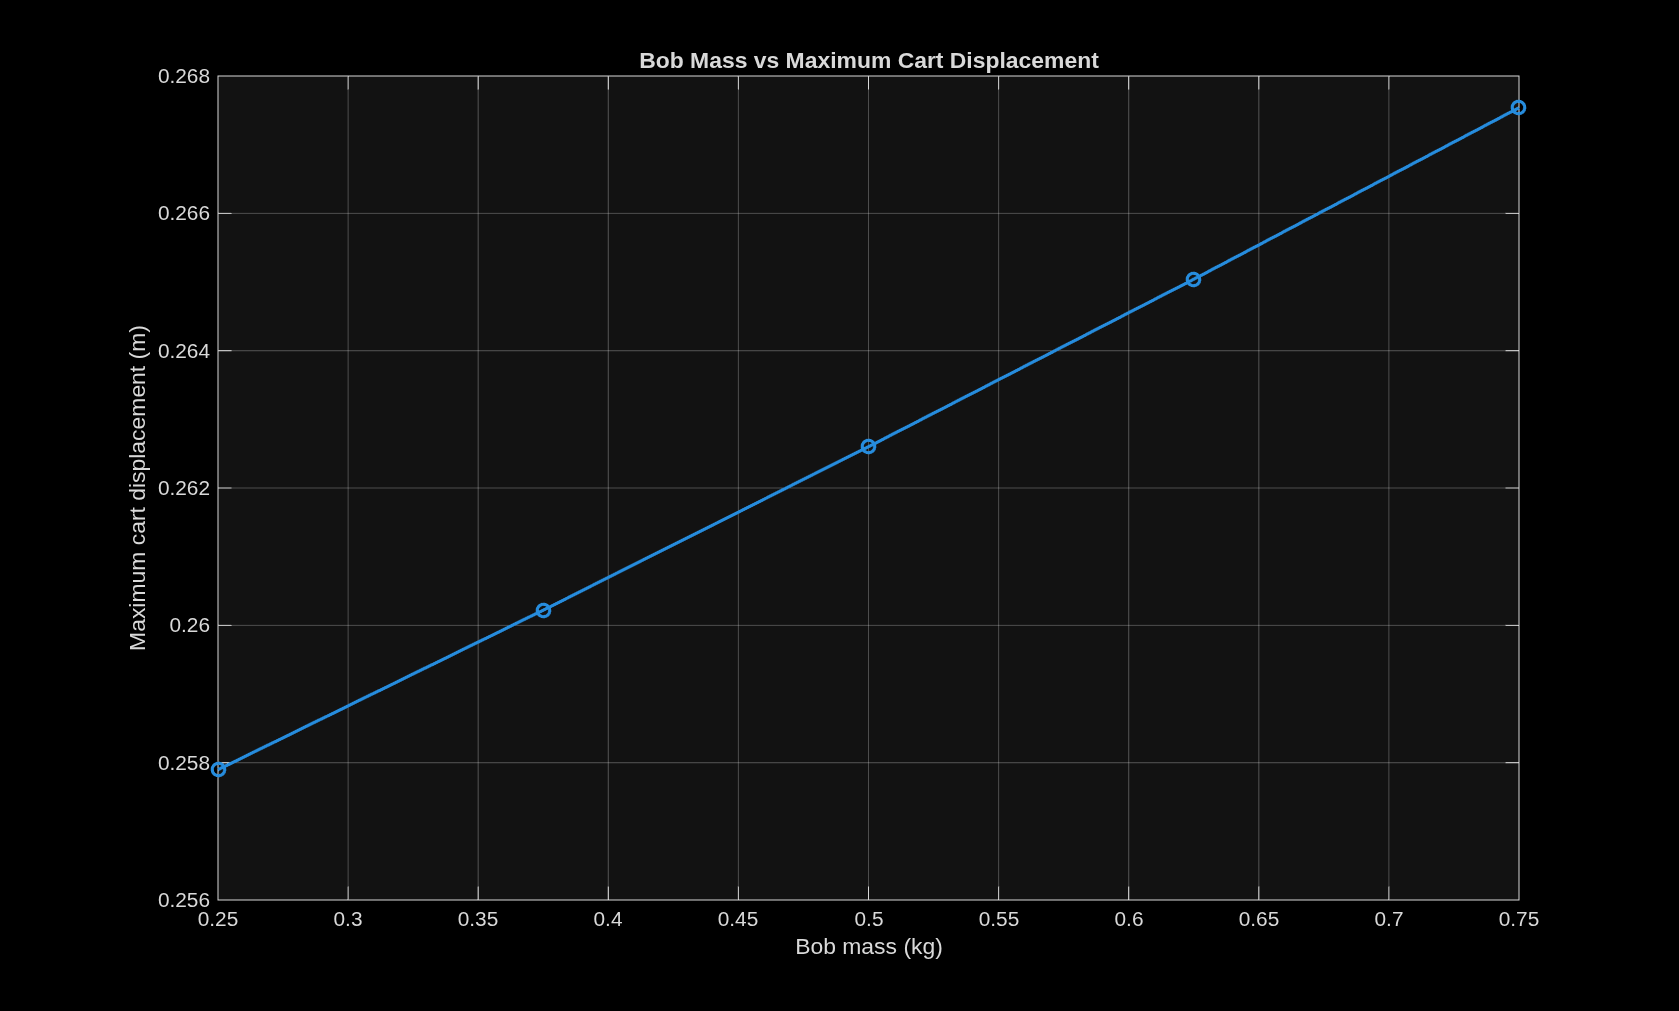 Bob Mass vs Maximum Cart Displacement
Maximum cart displacement (m)
0.268
0.266
0.264
0.262
0.26
0.258
0.256
0.25 0.3 0.35 0.4 0.45 0.5 0.55 0.6 0.65 0.7 0.75
Bob mass (kg)